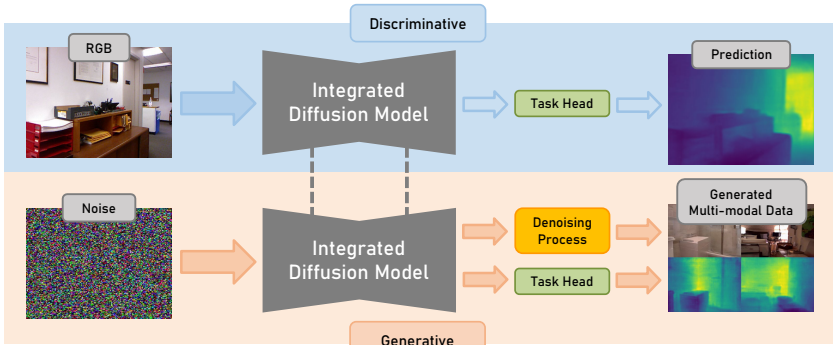 Discriminative
RGB
Integrated
Diffusion Model
Task Head
Prediction
Noise
Integrated
Diffusion Model
Denoising
Process
Task Head
Generated
Multi-modal Data
Generative